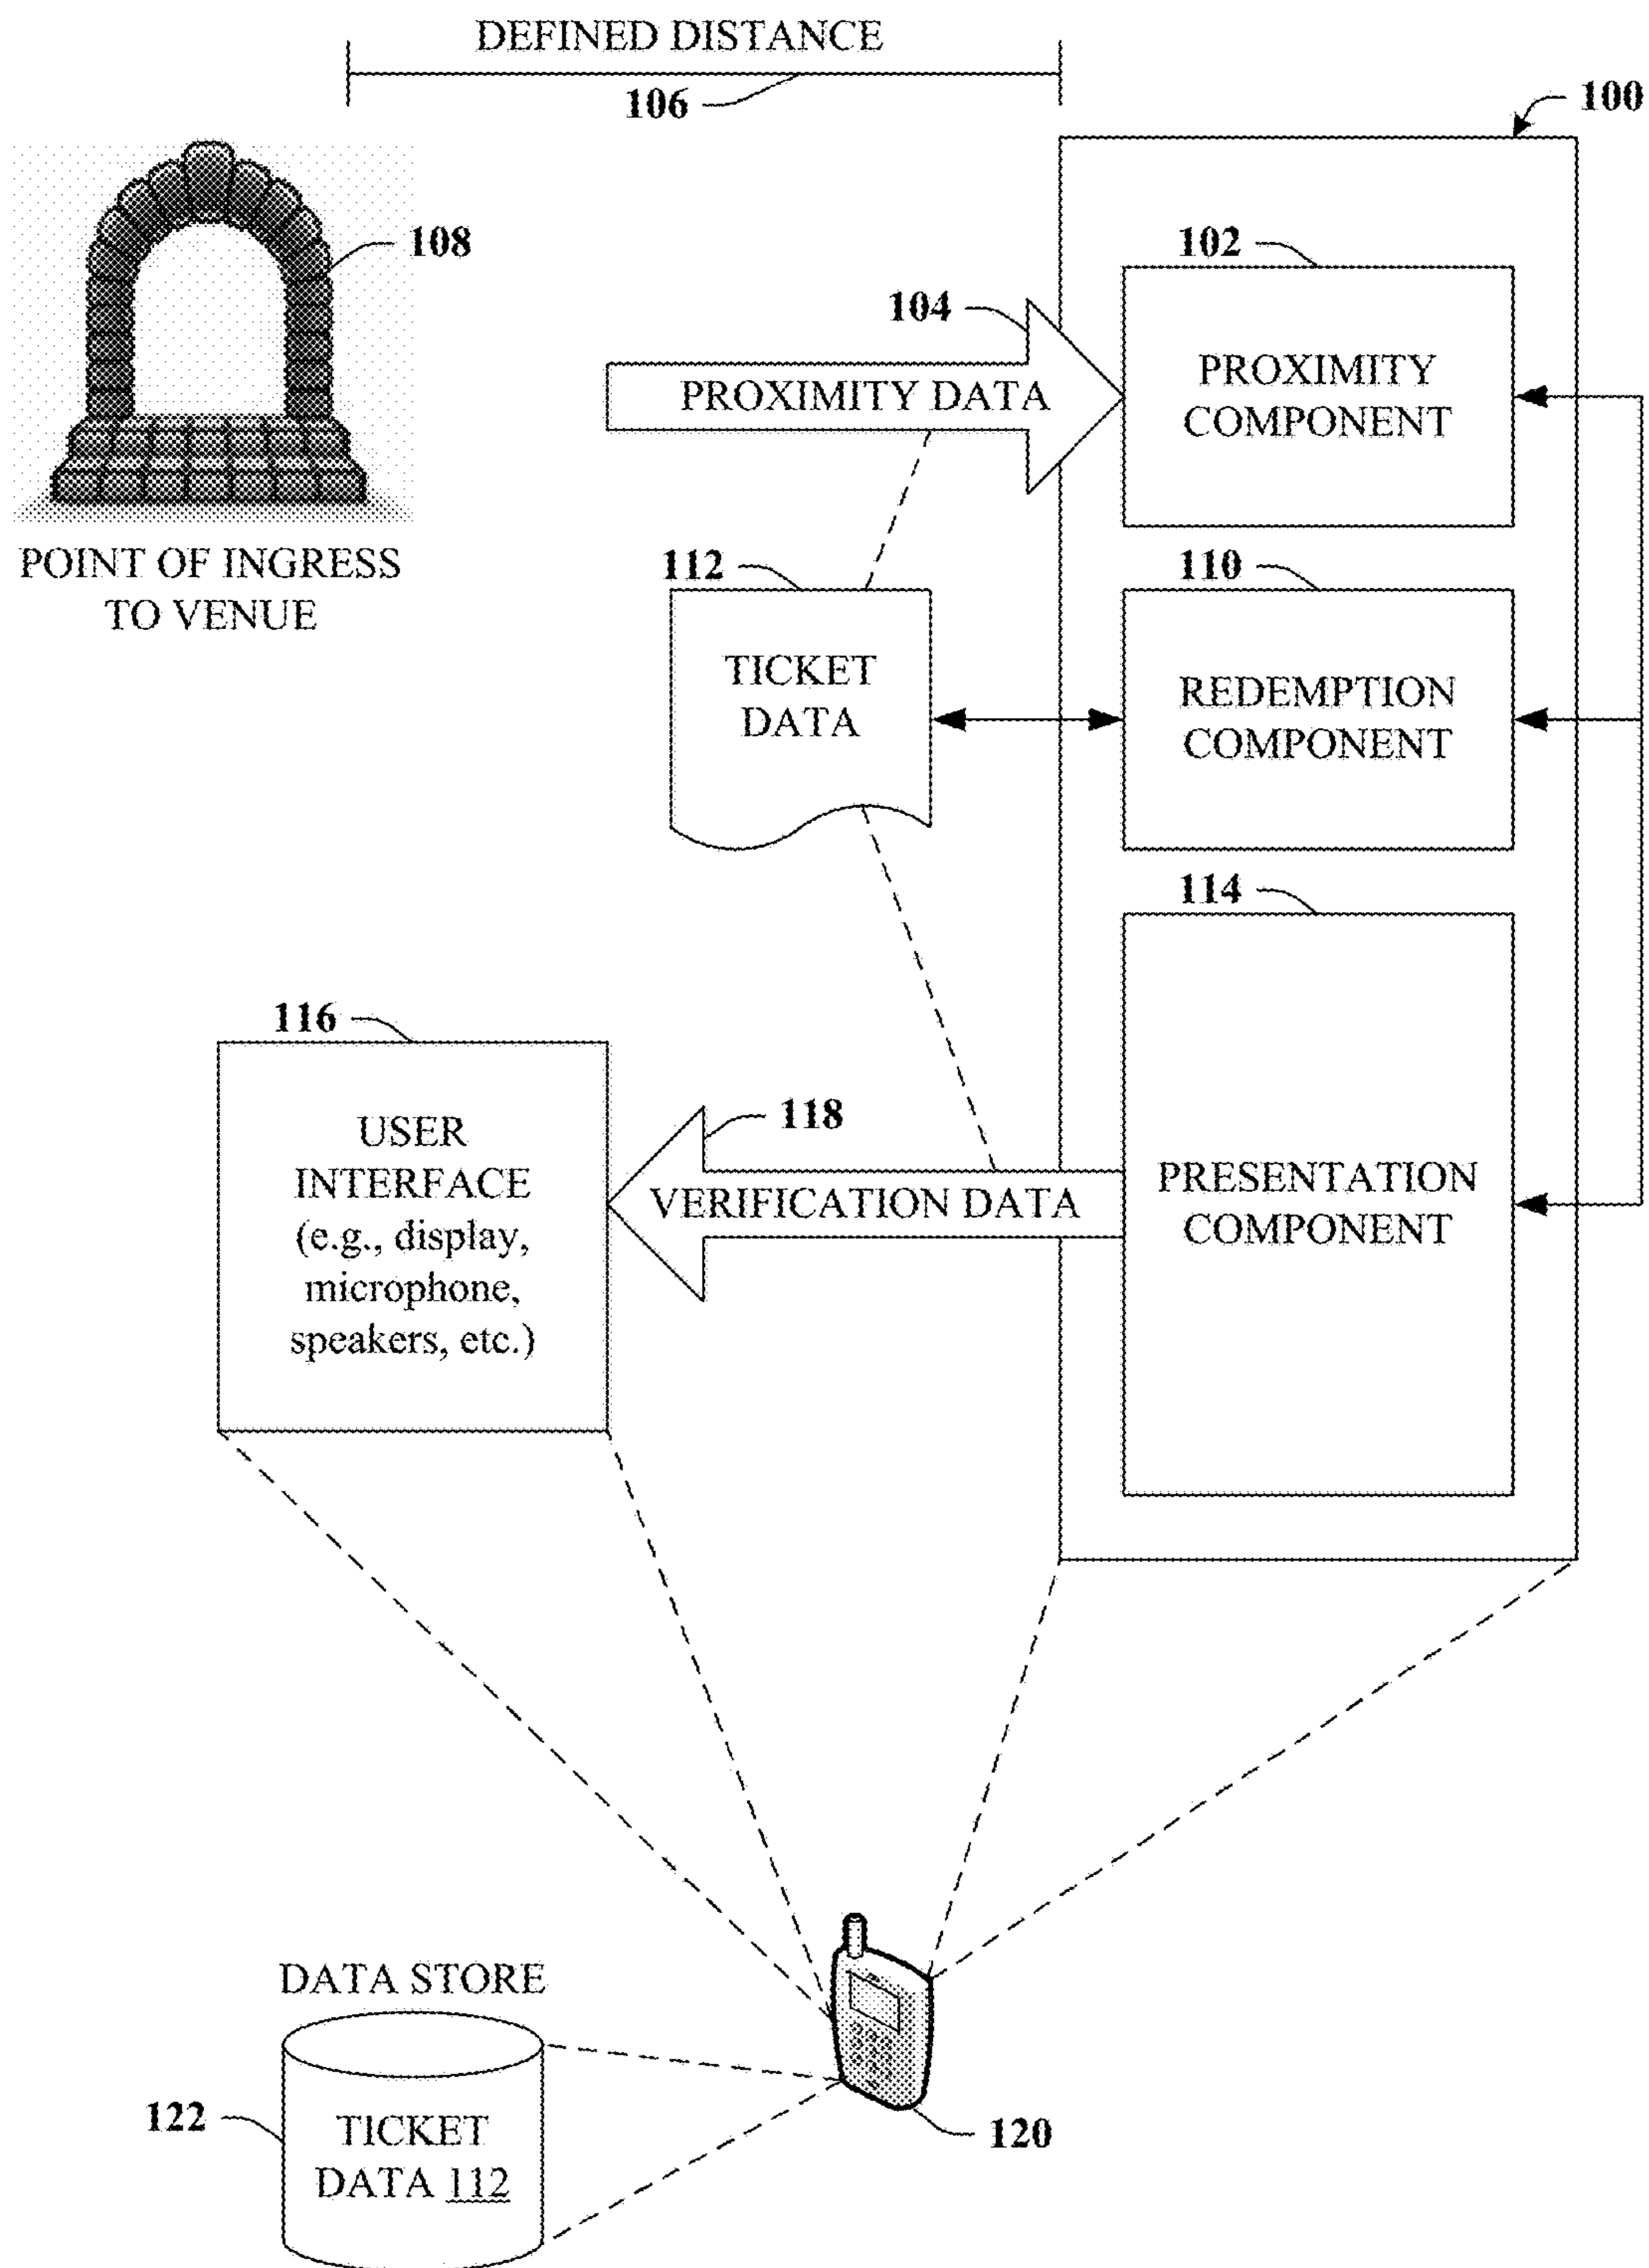 DEFINED DISTANCE
106
100
108
102
104
PROXIMITY DATA
PROXIMITY
COMPONENT
POINT OF INGRESS
TO VENUE
112
110
TICKET
DATA
REDEMPTION
COMPONENT
114
116
118
USER
INTERFACE
(e.g., display,
microphone,
speakers, etc.)
VERIFICATION DATA
PRESENTATION
COMPONENT
DATA STORE
122
TICKET
DATA 112
120